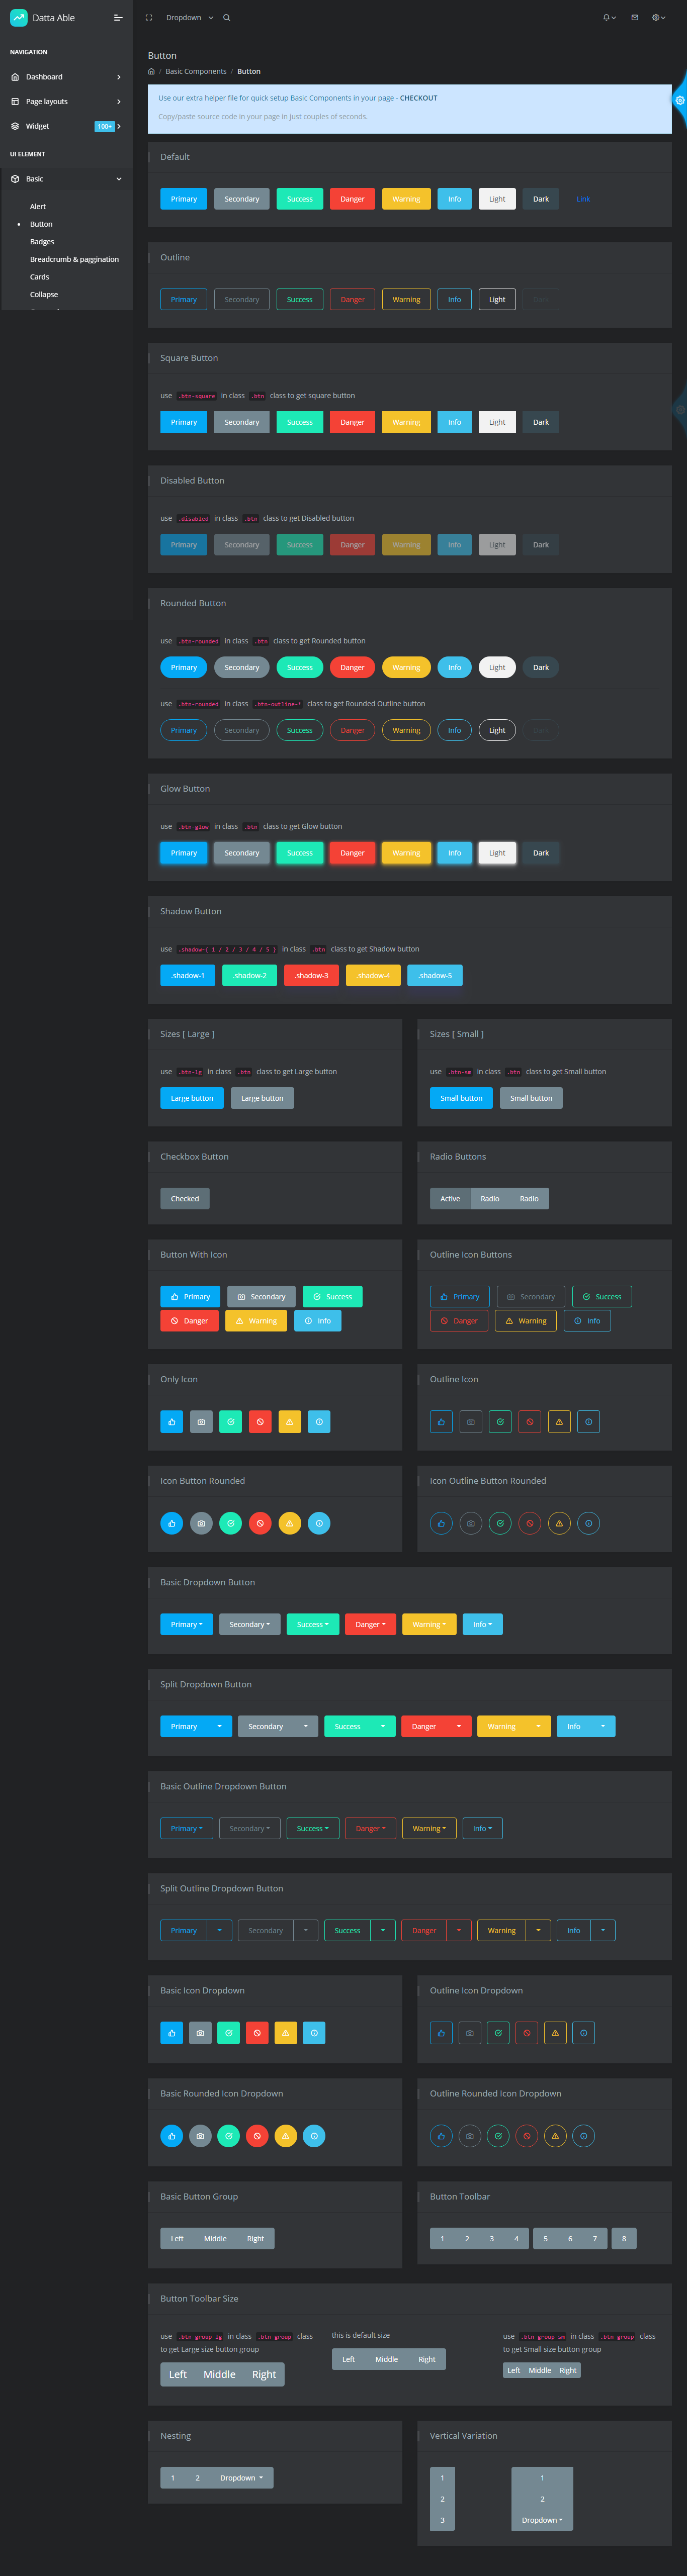 Datta Able
Dropdown
NAVIGATION
Dashboard
Page layouts
Widget 100+
UI ELEMENT
Basic
Alert
Button
Badges
Breadcrumb & paggination
Cards
Collapse
Button
/ Basic Components / Button
Use our extra helper file for quick setup Basic Components in your page - CHECKOUT
Copy/paste source code in your page in just couples of seconds.
Default
Primary Secondary Success Danger Warning Info Light Dark Link
Outline
Primary Secondary Success Danger Warning Info Light
Square Button
use .btn-square in class .btn class to get square button
Primary Secondary Success Danger Warning Info Light Dark
Disabled Button
use .disabled in class .btn class to get Disabled button
Primary Secondary Success Danger Warning Info Light Dark
Rounded Button
use .btn-rounded in class .btn class to get Rounded button
Primary Secondary Success Danger Warning Info Light Dark
use .btn-rounded in class .btn-outline-* class to get Rounded Outline button
Primary Secondary Success Danger Warning Info Light
Glow Button
use .btn-glow in class .btn class to get Glow button
Primary Secondary Success Danger Warning Info Light Dark
Shadow Button
use .shadow-{ 1 / 2 / 3 / 4 / 5 } in class .btn class to get Shadow button
.shadow-1 .shadow-2 .shadow-3 .shadow-4 .shadow-5
Sizes [ Large ]
use .btn-lg in class .btn class to get Large button
Large button Large button
Sizes [ Small ]
use .btn-sm in class .btn class to get Small button
Small button Small button
Checkbox Button
Checked
Radio Buttons
Active Radio Radio
Button With Icon
Primary Secondary Success
Danger Warning Info
Outline Icon Buttons
Primary Secondary Success
Danger Warning Info
Only Icon
Outline Icon
Icon Button Rounded
Icon Outline Button Rounded
Basic Dropdown Button
Primary Secondary Success Danger Warning Info
Split Dropdown Button
Primary Secondary Success Danger Warning Info
Basic Outline Dropdown Button
Primary Secondary Success Danger Warning Info
Split Outline Dropdown Button
Primary Secondary Success Danger Warning Info
Basic Icon Dropdown
Outline Icon Dropdown
Basic Rounded Icon Dropdown
Outline Rounded Icon Dropdown
Basic Button Group
Left Middle Right
Button Toolbar
1 2 3 4 5 6 7 8
Button Toolbar Size
use .btn-group-lg in class .btn-group class
to get Large size button group
Left Middle Right
this is default size
Left Middle Right
use .btn-group-sm in class .btn-group class
to get Small size button group
Left Middle Right
Nesting
1 2 Dropdown
Vertical Variation
1
2
3
1
2
Dropdown